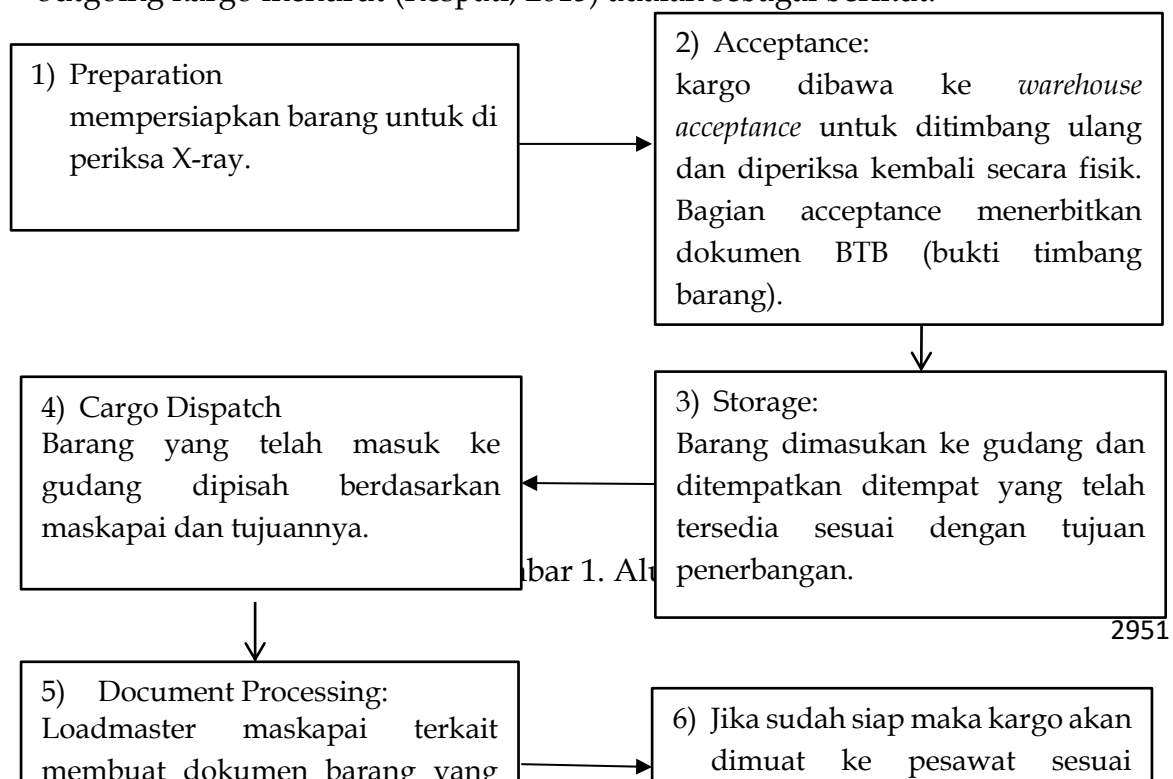 outgoing kargo menurut (Respati, 2015) adalah sebagai berikut:
1) Preparation
mempersiapkan barang untuk di
periksa X-ray.
2) Acceptance:
kargo dibawa ke warehouse
acceptance untuk ditimbang ulang
dan diperiksa kembali secara fisik.
Bagian acceptance menerbitkan
dokumen BTB (bukti timbang
barang).
3) Storage:
Barang dimasukan ke gudang dan
ditempatkan ditempat yang telah
tersedia sesuai dengan tujuan
penerbangan.
4) Cargo Dispatch
Barang yang telah masuk ke
gudang dipisah berdasarkan
maskapai dan tujuannya.
bar 1. Alu
2951
5) Document Processing:
Loadmaster maskapai terkait
membuat dokumen barang yang
6) Jika sudah siap maka kargo akan
dimuat ke pesawat sesuai